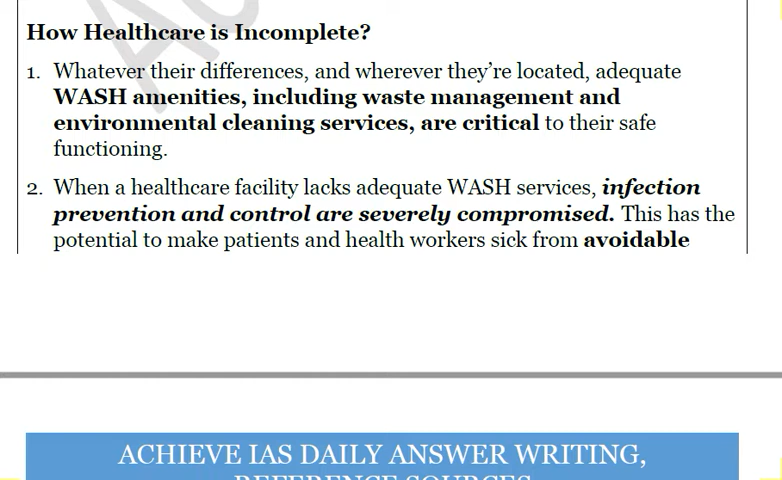 How Healthcare is Incomplete?
1. Whatever their differences, and wherever they're located, adequate
WASH amenities, including waste management and
environmental cleaning services, are critical to their safe
functioning.
2. When a healthcare facility lacks adequate WASH services, infection
prevention and control are severely compromised. This has the
potential to make patients and health workers sick from avoidable
ACHIEVE IAS DAILY ANSWER WRITING,
REFERENCE SOURCES